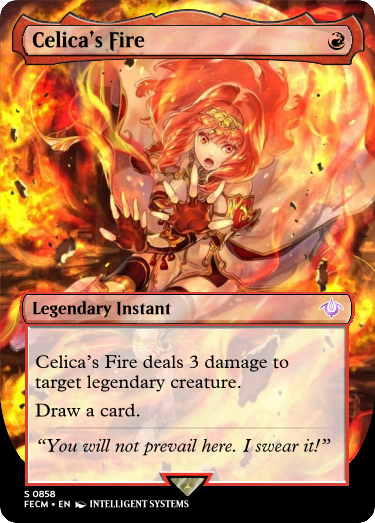 Celica's Fire
Legendary Instant
Celica's Fire deals 3 damage to
target legendary creature.
Draw a card.
“You will not prevail here. I swear it!”
S 0858
FECM • EN INTELLIGENT SYSTEMS